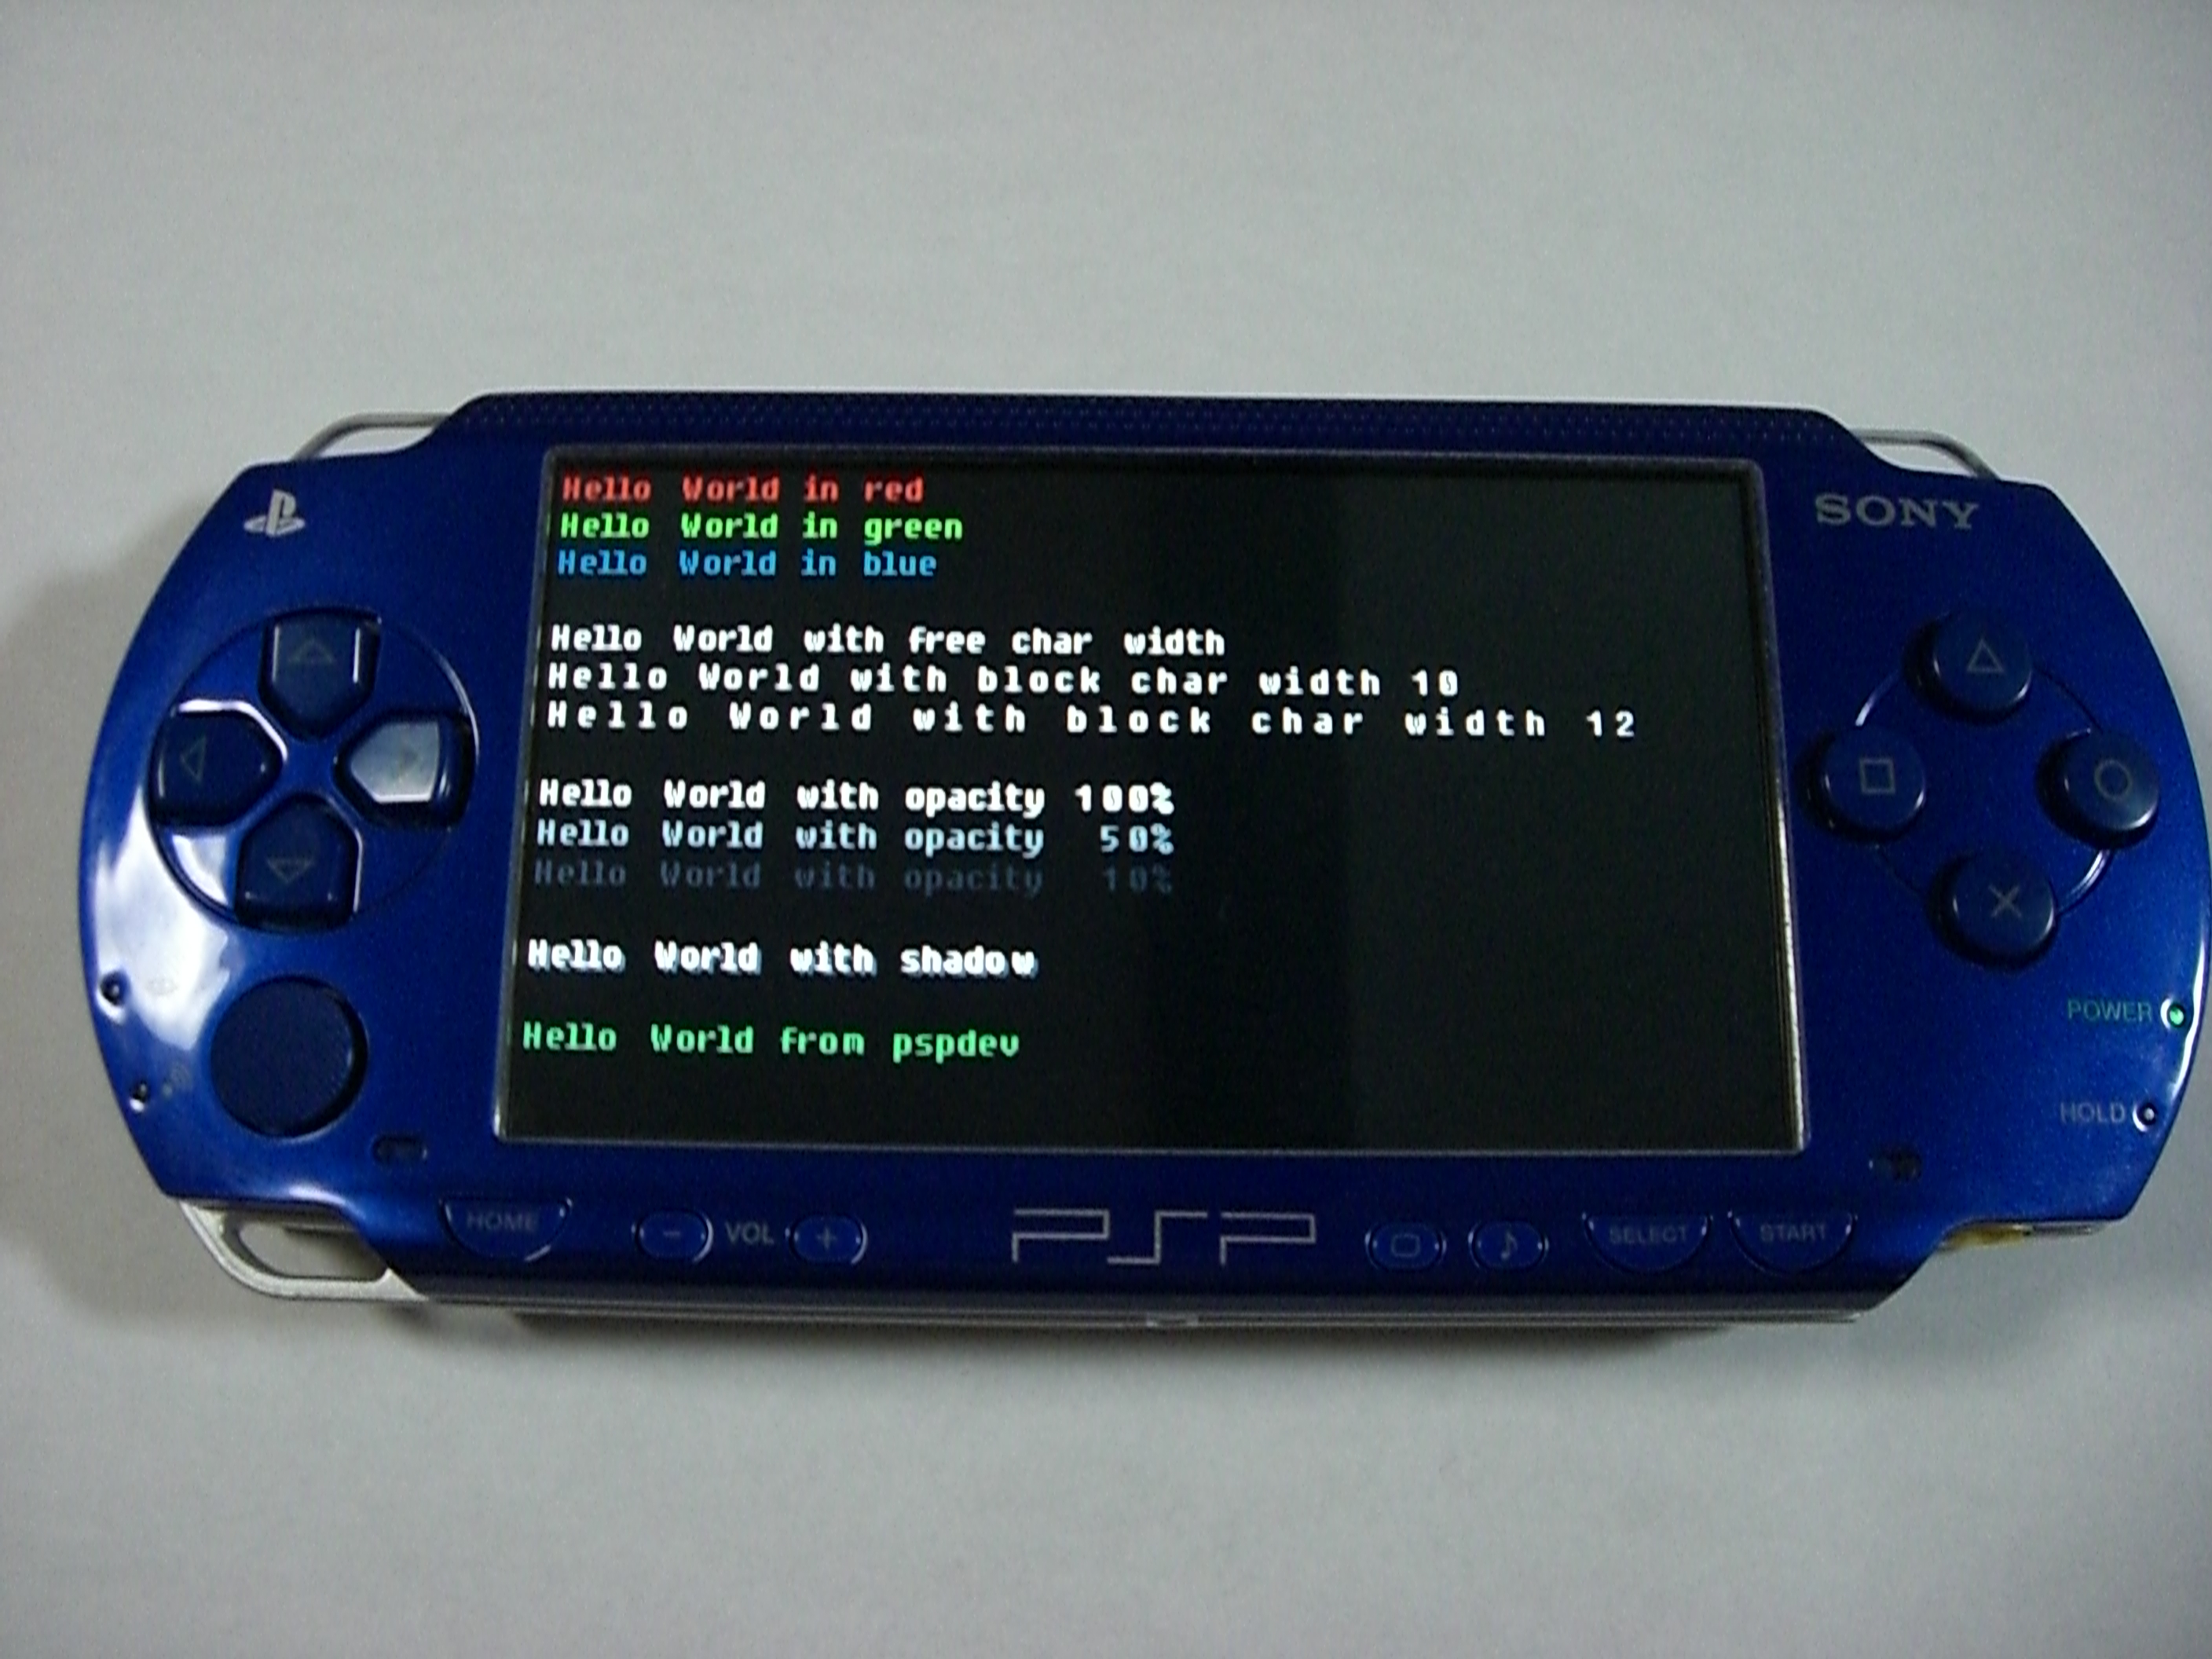 Hello World in red
Hello World in green
Hello World in blue
Hello World with free char width
Hello World with block char width 10
Hello World with block char width 12
Hello World with opacity 100%
Hello World with opacity 50%
Hello World with opacity 10%
Hello World with shadow
Hello World from pspdev
SONY
POWER
HOLD
HOME
- VOL +
PSP
SELECT
START